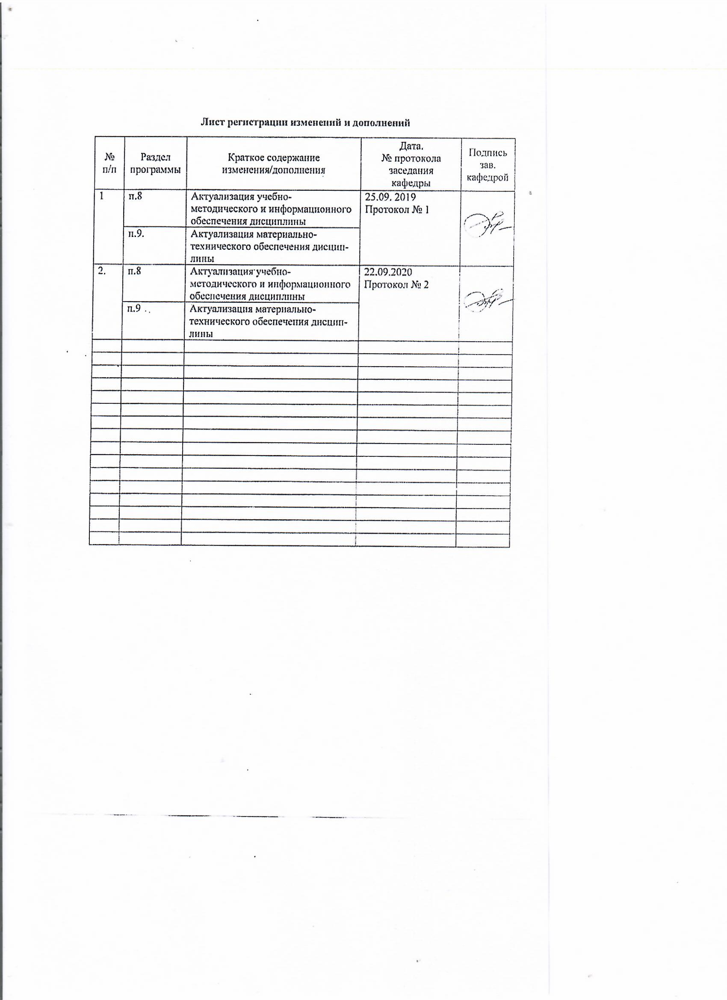 Лист регистрации изменений и дополнений
№
п/п
Раздел
программы
Краткое содержание
изменения/дополнения
Дата.
№ протокола
заседания
кафедры
Подпись
зав.
кафедрой
1
п.8
Актуализация учебно-
методического и информационного
обеспечения дисциплины
25.09. 2019
Протокол № 1
п.9.
Актуализация материально-
технического обеспечения дисцип-
лины
2.
п.8
Актуализация учебно-
методического и информационного
обеспечения дисциплины
22.09.2020
Протокол № 2
п.9 . .
Актуализация материально-
технического обеспечения дисцип-
лины